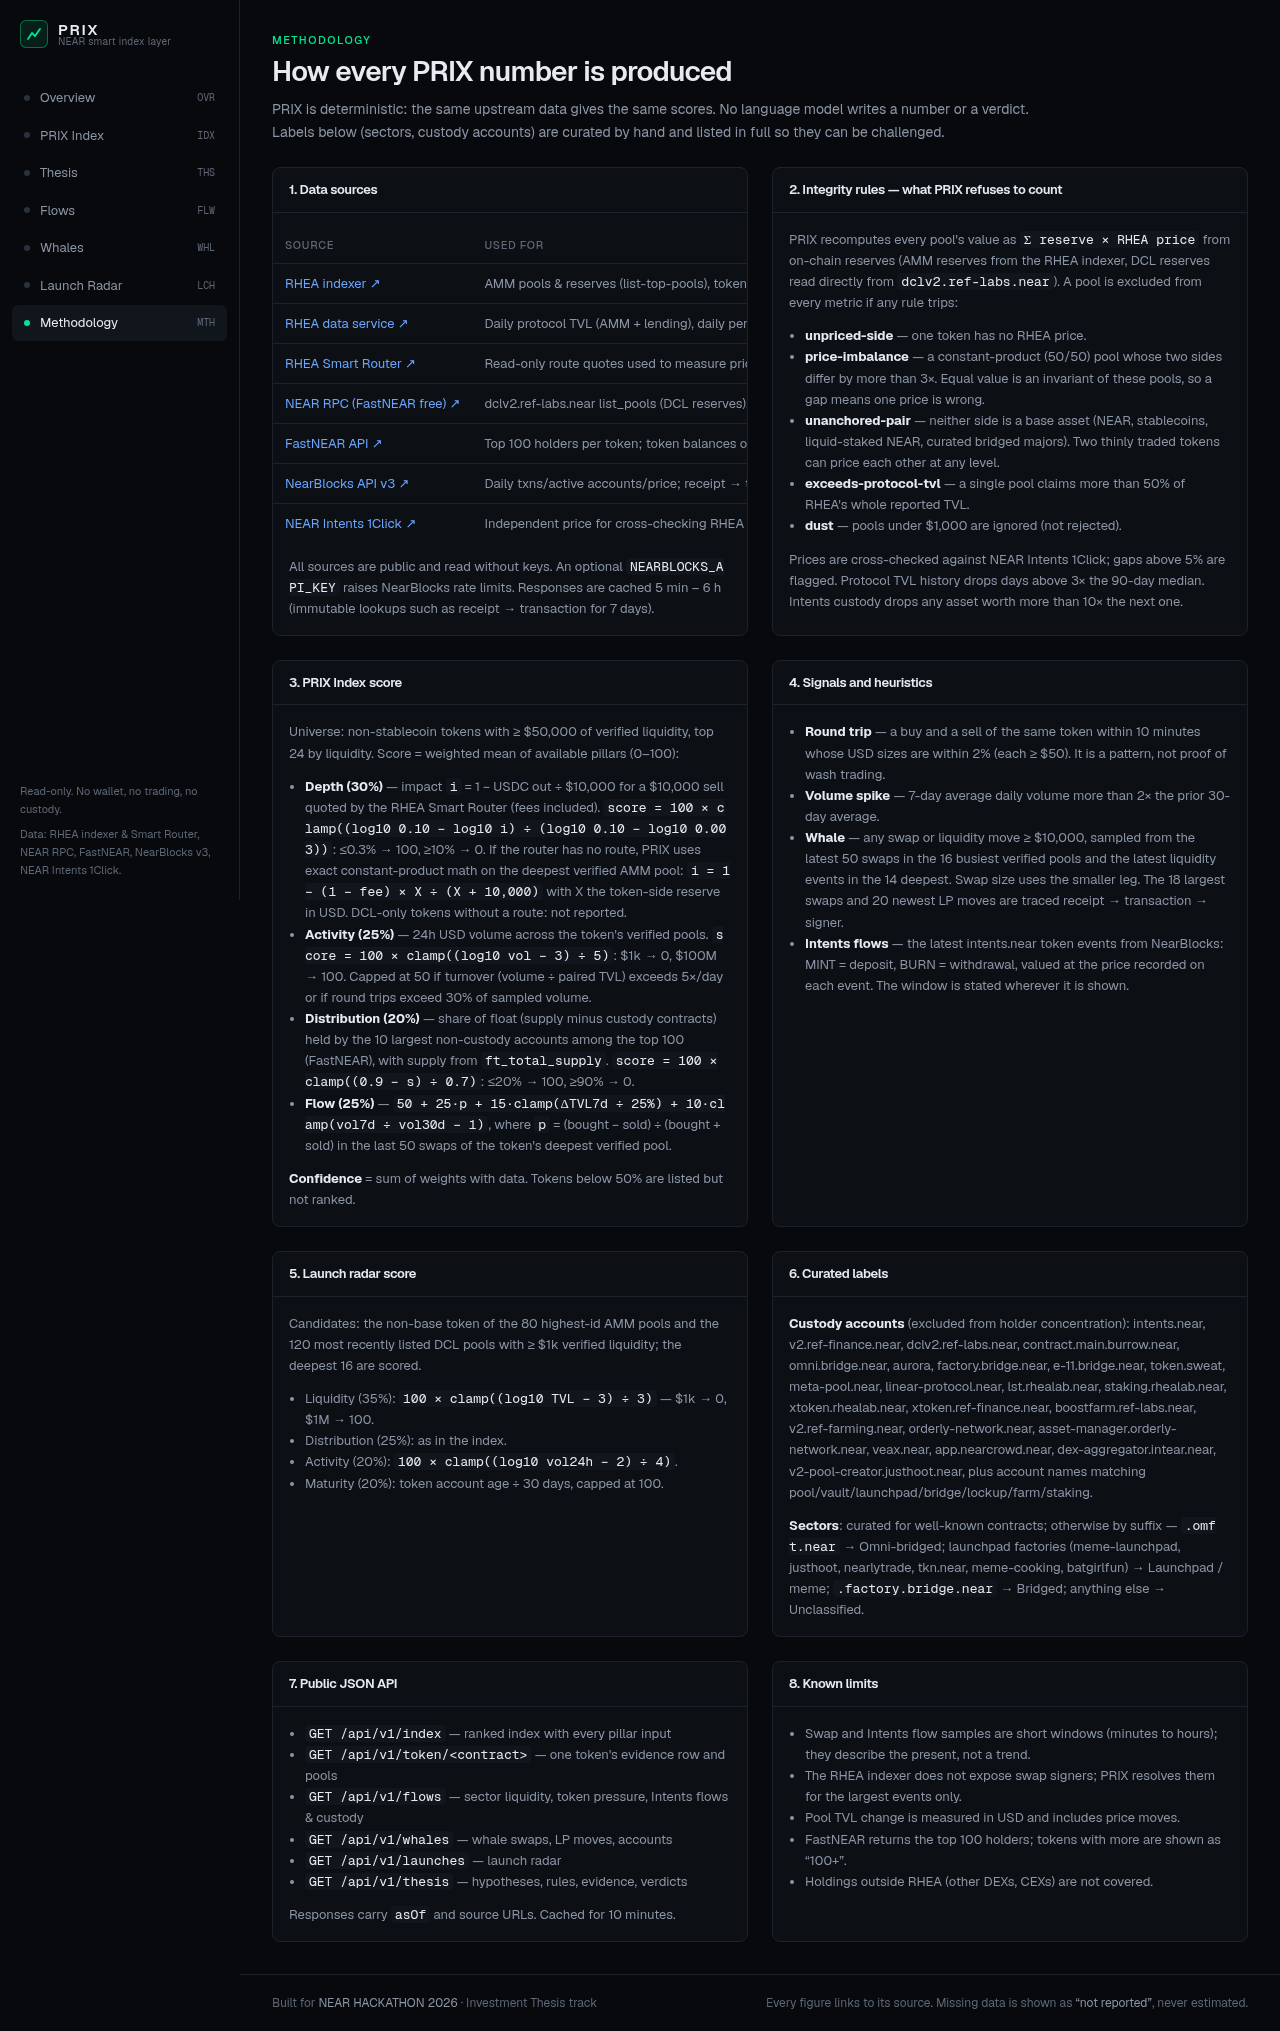 PRIX
NEAR smart index layer
Overview OVR
PRIX Index IDX
Thesis THS
Flows FLW
Whales WHL
Launch Radar LCH
Methodology MTH
Read-only. No wallet, no trading, no
custody.
Data: RHEA indexer & Smart Router,
NEAR RPC, FastNEAR, NearBlocks v3,
NEAR Intents 1Click.
METHODOLOGY
How every PRIX number is produced
PRIX is deterministic: the same upstream data gives the same scores. No language model writes a number or a verdict.
Labels below (sectors, custody accounts) are curated by hand and listed in full so they can be challenged.
1. Data sources
SOURCE USED FOR
RHEA indexer ↗ AMM pools & reserves (list-top-pools), token
RHEA data service ↗ Daily protocol TVL (AMM + lending), daily per
RHEA Smart Router ↗ Read-only route quotes used to measure pric
NEAR RPC (FastNEAR free) ↗ dclv2.ref-labs.near list_pools (DCL reserves)
FastNEAR API ↗ Top 100 holders per token; token balances o
NearBlocks API v3 ↗ Daily txns/active accounts/price; receipt → t
NEAR Intents 1Click ↗ Independent price for cross-checking RHEA
All sources are public and read without keys. An optional NEARBLOCKS_A
PI_KEY raises NearBlocks rate limits. Responses are cached 5 min – 6 h
(immutable lookups such as receipt → transaction for 7 days).
2. Integrity rules — what PRIX refuses to count
PRIX recomputes every pool's value as Σ reserve × RHEA price from
on-chain reserves (AMM reserves from the RHEA indexer, DCL reserves
read directly from dclv2.ref-labs.near ). A pool is excluded from
every metric if any rule trips:
• unpriced-side — one token has no RHEA price.
• price-imbalance — a constant-product (50/50) pool whose two sides
differ by more than 3×. Equal value is an invariant of these pools, so a
gap means one price is wrong.
• unanchored-pair — neither side is a base asset (NEAR, stablecoins,
liquid-staked NEAR, curated bridged majors). Two thinly traded tokens
can price each other at any level.
• exceeds-protocol-tvl — a single pool claims more than 50% of
RHEA's whole reported TVL.
• dust — pools under $1,000 are ignored (not rejected).
Prices are cross-checked against NEAR Intents 1Click; gaps above 5% are
flagged. Protocol TVL history drops days above 3× the 90-day median.
Intents custody drops any asset worth more than 10× the next one.
3. PRIX Index score
Universe: non-stablecoin tokens with ≥ $50,000 of verified liquidity, top
24 by liquidity. Score = weighted mean of available pillars (0–100):
• Depth (30%) — impact i = 1 – USDC out ÷ $10,000 for a $10,000 sell
quoted by the RHEA Smart Router (fees included). score = 100 × c
lamp((log10 0.10 – log10 i) ÷ (log10 0.10 – log10 0.00
3)) : ≤0.3% → 100, ≥10% → 0. If the router has no route, PRIX uses
exact constant-product math on the deepest verified AMM pool: i = 1
– (1 – fee) × X ÷ (X + 10,000) with X the token-side reserve
in USD. DCL-only tokens without a route: not reported.
• Activity (25%) — 24h USD volume across the token's verified pools. s
core = 100 × clamp((log10 vol – 3) ÷ 5) : $1k → 0, $100M
→ 100. Capped at 50 if turnover (volume ÷ paired TVL) exceeds 5×/day
or if round trips exceed 30% of sampled volume.
• Distribution (20%) — share of float (supply minus custody contracts)
held by the 10 largest non-custody accounts among the top 100
(FastNEAR), with supply from ft_total_supply . score = 100 ×
clamp((0.9 – s) ÷ 0.7) : ≤20% → 100, ≥90% → 0.
• Flow (25%) — 50 + 25·p + 15·clamp(ΔTVL7d ÷ 25%) + 10·cl
amp(vol7d ÷ vol30d – 1) , where p = (bought – sold) ÷ (bought +
sold) in the last 50 swaps of the token's deepest verified pool.
Confidence = sum of weights with data. Tokens below 50% are listed but
not ranked.
4. Signals and heuristics
• Round trip — a buy and a sell of the same token within 10 minutes
whose USD sizes are within 2% (each ≥ $50). It is a pattern, not proof of
wash trading.
• Volume spike — 7-day average daily volume more than 2× the prior 30-
day average.
• Whale — any swap or liquidity move ≥ $10,000, sampled from the
latest 50 swaps in the 16 busiest verified pools and the latest liquidity
events in the 14 deepest. Swap size uses the smaller leg. The 18 largest
swaps and 20 newest LP moves are traced receipt → transaction →
signer.
• Intents flows — the latest intents.near token events from NearBlocks:
MINT = deposit, BURN = withdrawal, valued at the price recorded on
each event. The window is stated wherever it is shown.
5. Launch radar score
Candidates: the non-base token of the 80 highest-id AMM pools and the
120 most recently listed DCL pools with ≥ $1k verified liquidity; the
deepest 16 are scored.
• Liquidity (35%): 100 × clamp((log10 TVL – 3) ÷ 3) — $1k → 0,
$1M → 100.
• Distribution (25%): as in the index.
• Activity (20%): 100 × clamp((log10 vol24h – 2) ÷ 4) .
• Maturity (20%): token account age ÷ 30 days, capped at 100.
6. Curated labels
Custody accounts (excluded from holder concentration): intents.near,
v2.ref-finance.near, dclv2.ref-labs.near, contract.main.burrow.near,
omni.bridge.near, aurora, factory.bridge.near, e-11.bridge.near, token.sweat,
meta-pool.near, linear-protocol.near, lst.rhealab.near, staking.rhealab.near,
xtoken.rhealab.near, xtoken.ref-finance.near, boostfarm.ref-labs.near,
v2.ref-farming.near, orderly-network.near, asset-manager.orderly-
network.near, veax.near, app.nearcrowd.near, dex-aggregator.intear.near,
v2-pool-creator.justhoot.near, plus account names matching
pool/vault/launchpad/bridge/lockup/farm/staking.
Sectors: curated for well-known contracts; otherwise by suffix — .omf
t.near → Omni-bridged; launchpad factories (meme-launchpad,
justhoot, nearlytrade, tkn.near, meme-cooking, batgirlfun) → Launchpad /
meme; .factory.bridge.near → Bridged; anything else →
Unclassified.
7. Public JSON API
• GET /api/v1/index — ranked index with every pillar input
• GET /api/v1/token/<contract> — one token's evidence row and
pools
• GET /api/v1/flows — sector liquidity, token pressure, Intents flows
& custody
• GET /api/v1/whales — whale swaps, LP moves, accounts
• GET /api/v1/launches — launch radar
• GET /api/v1/thesis — hypotheses, rules, evidence, verdicts
Responses carry asOf and source URLs. Cached for 10 minutes.
8. Known limits
• Swap and Intents flow samples are short windows (minutes to hours);
they describe the present, not a trend.
• The RHEA indexer does not expose swap signers; PRIX resolves them
for the largest events only.
• Pool TVL change is measured in USD and includes price moves.
• FastNEAR returns the top 100 holders; tokens with more are shown as
“100+”.
• Holdings outside RHEA (other DEXs, CEXs) are not covered.
Built for NEAR HACKATHON 2026 · Investment Thesis track
Every figure links to its source. Missing data is shown as “not reported”, never estimated.